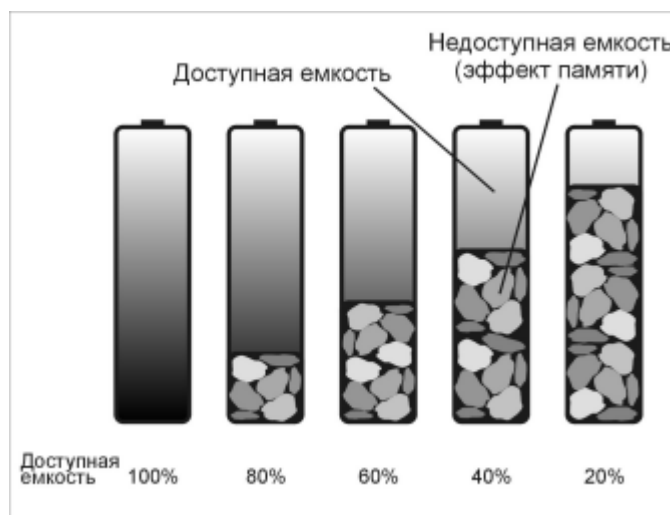 Недоступная емкость
(эффект памяти)
Доступная емкость
Доступная
емкость
100%
80%
60%
40%
20%